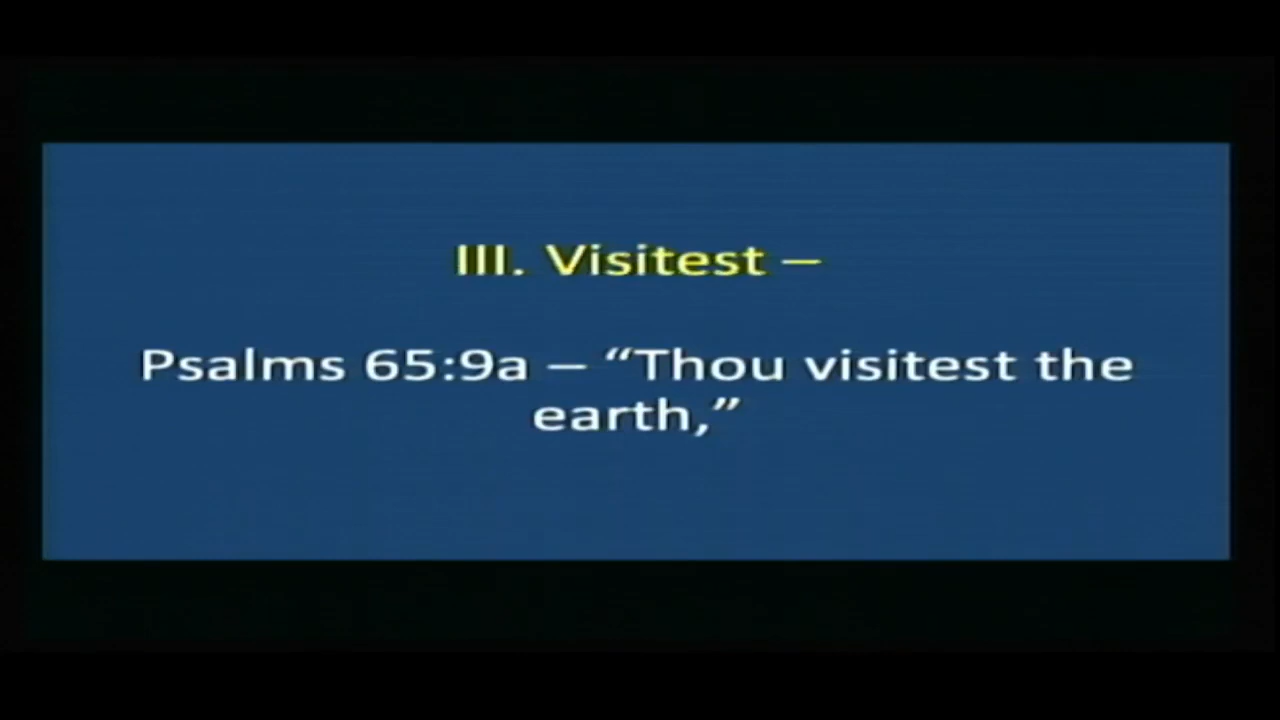 III. Visitest –
Psalms 65:9a – “Thou visitest the
earth,”